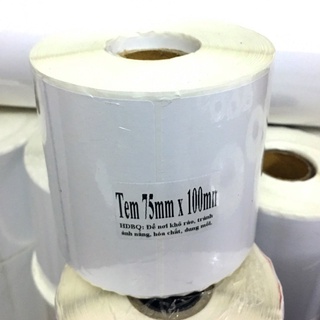 Tem 75mm x 100mm
HDBQ: Để nơi khô ráo, tránh
ánh nắng, hóa chất, dung môi.